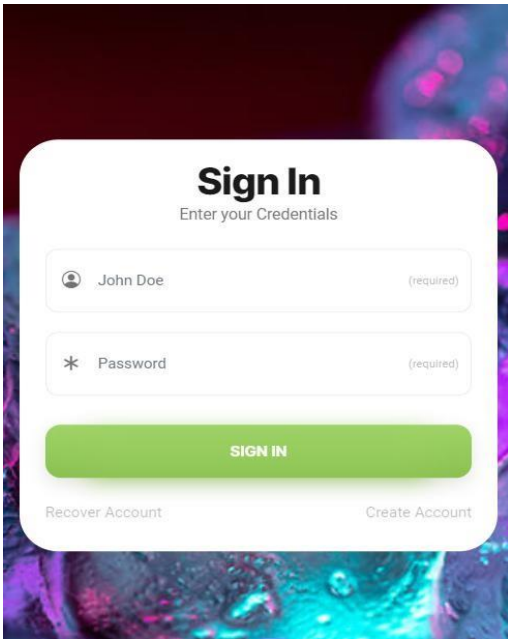 Sign In
Enter your Credentials
John Doe (required)
Password (required)
SIGN IN
Recover Account Create Account